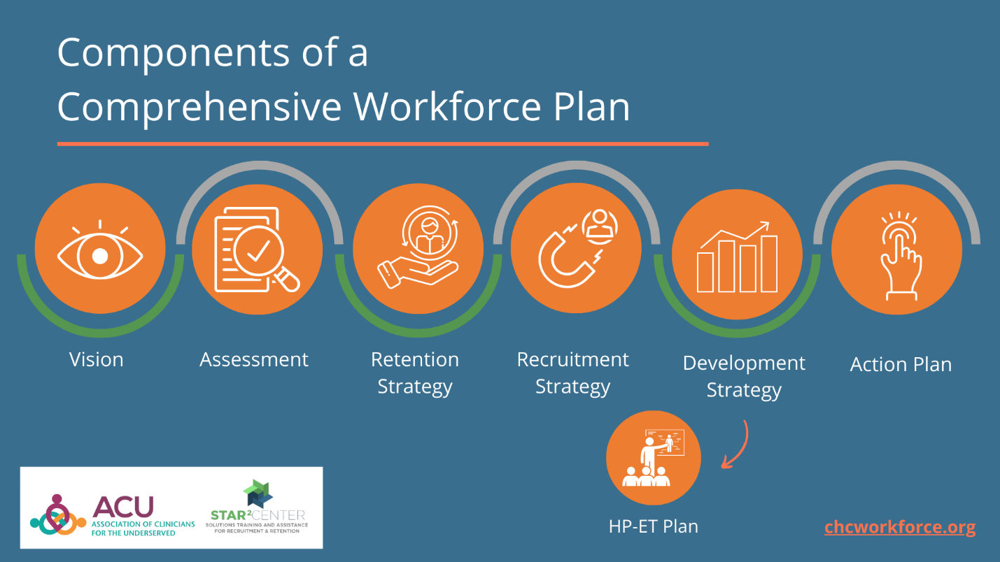 Components of a
Comprehensive Workforce Plan
Vision
Assessment
Retention
Strategy
Recruitment
Strategy
Development
Strategy
Action Plan
HP-ET Plan
ACU
ASSOCIATION OF CLINICIANS
FOR THE UNDERSERVED
STAR²CENTER
SOLUTIONS TRAINING AND ASSISTANCE
FOR RECRUITMENT & RETENTION
chcworkforce.org